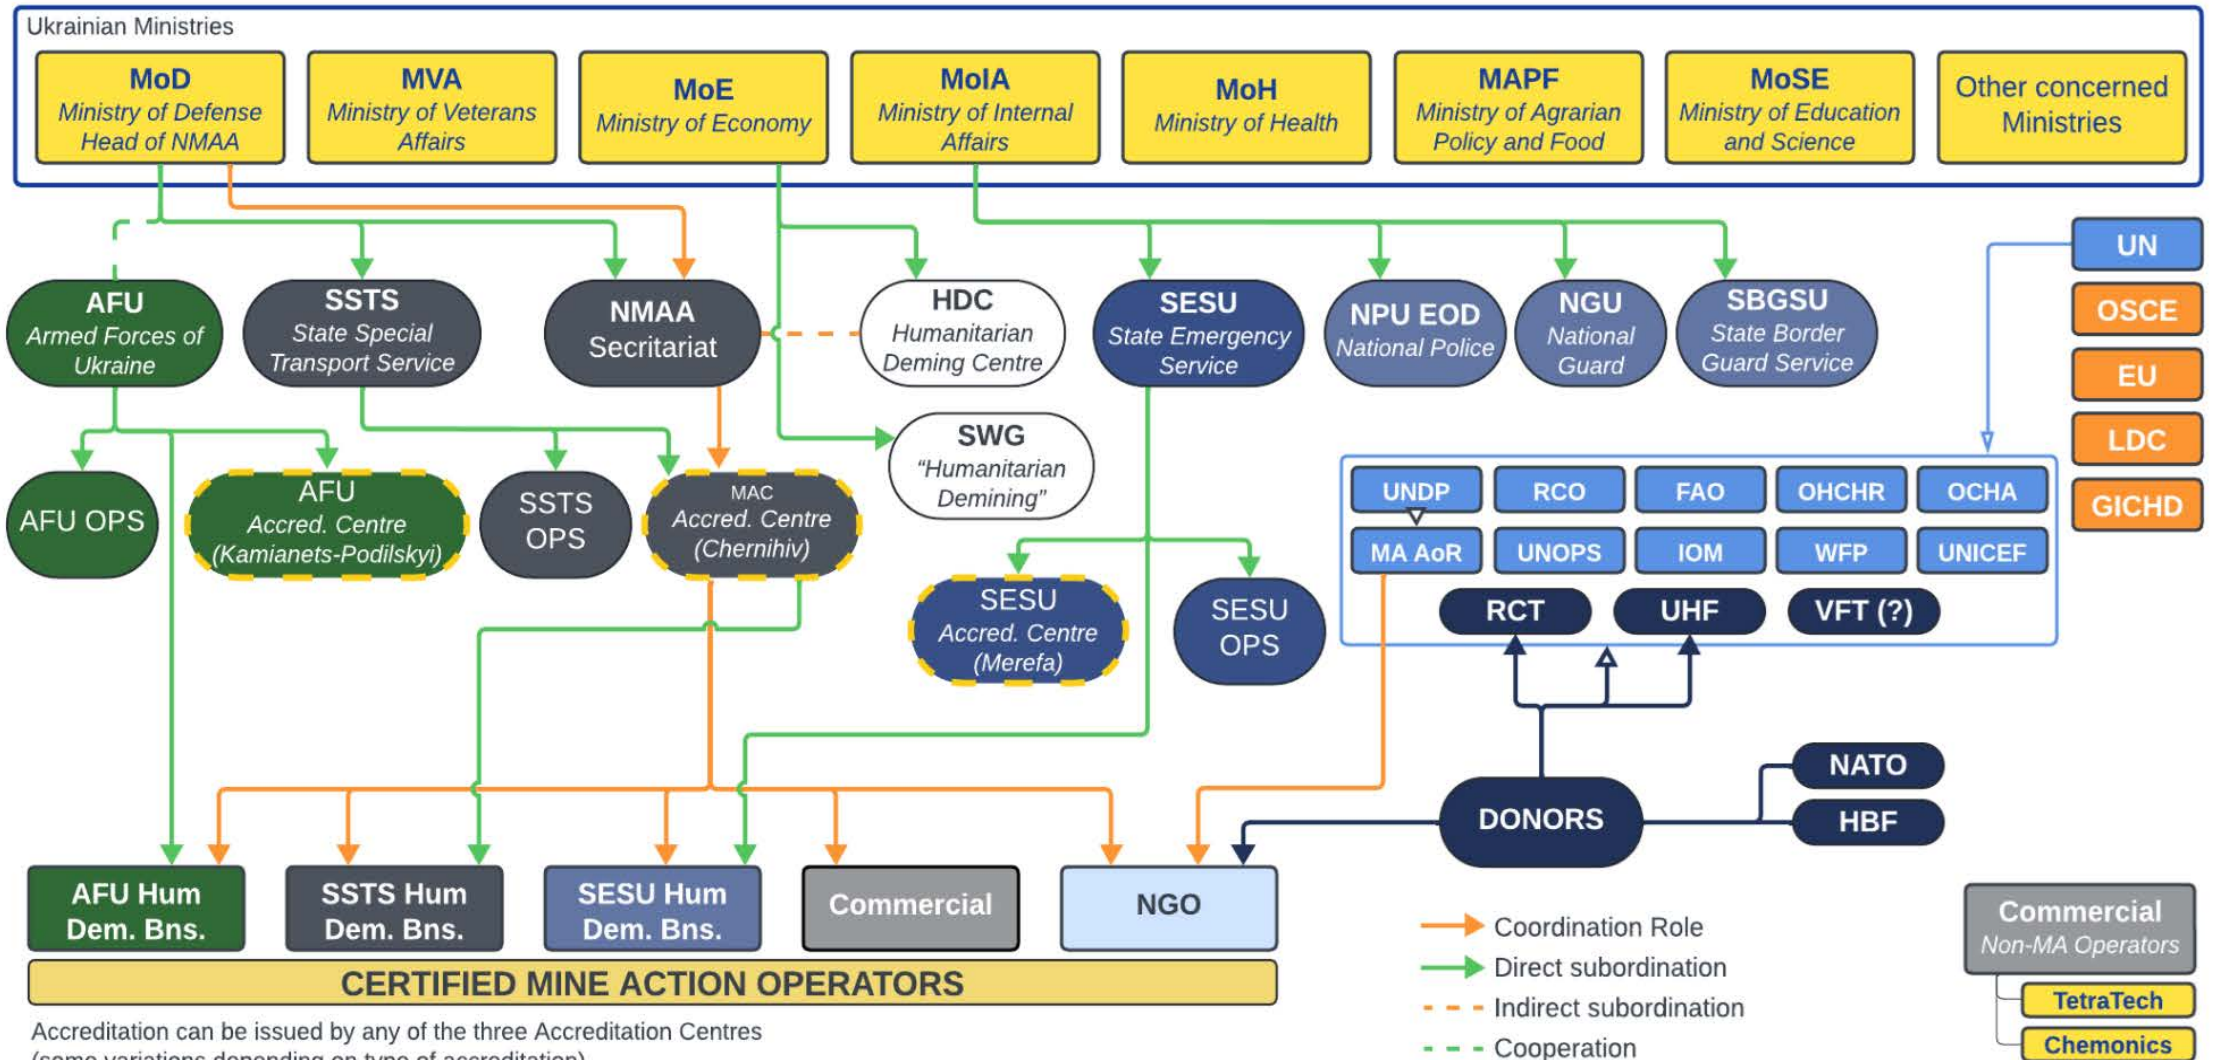 Ukrainian Ministries
MoD
Ministry of Defense
Head of NMAA
MVA
Ministry of Veterans
Affairs
MoE
Ministry of Economy
MoIA
Ministry of Internal
Affairs
MoH
Ministry of Health
MAPF
Ministry of Agrarian
Policy and Food
MoSE
Ministry of Education
and Science
Other concerned
Ministries
UN
OSCE
EU
LDC
GICHD
AFU
Armed Forces of
Ukraine
SSTS
State Special
Transport Service
NMAA
Secritariat
HDC
Humanitarian
Deming Centre
SESU
State Emergency
Service
NPU EOD
National Police
NGU
National
Guard
SBGSU
State Border
Guard Service
SWG
“Humanitarian
Demining”
AFU OPS
AFU
Accred. Centre
(Kamianets-Podilskyi)
SSTS
OPS
MAC
Accred. Centre
(Chernihiv)
SESU
Accred. Centre
(Merefa)
SESU
OPS
UNDP
RCO
FAO
OHCHR
OCHA
MA AoR
UNOPS
IOM
WFP
UNICEF
RCT
UHF
VFT (?)
DONORS
NATO
HBF
AFU Hum
Dem. Bns.
SSTS Hum
Dem. Bns.
SESU Hum
Dem. Bns.
Commercial
NGO
CERTIFIED MINE ACTION OPERATORS
Accreditation can be issued by any of the three Accreditation Centres
(some variations depending on type of accreditation)
Coordination Role
Direct subordination
Indirect subordination
Cooperation
Commercial
Non-MA Operators
TetraTech
Chemonics